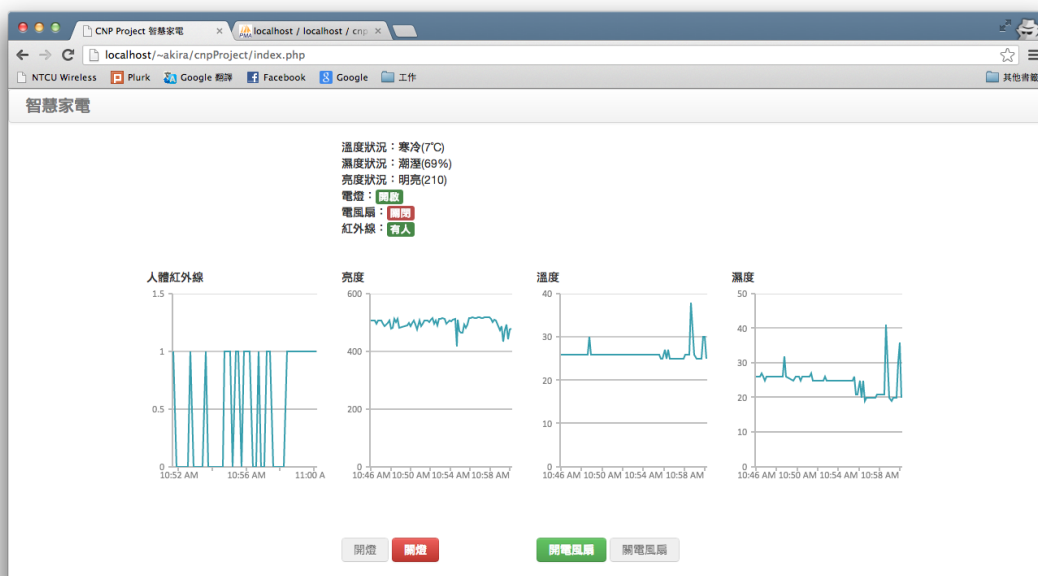 CNP Project 智慧家電
localhost / localhost / cnp
localhost/~akira/cnpProject/index.php
NTCU Wireless Plurk Google 翻譯 Facebook Google 工作 其他書籤
智慧家電
溫度狀況：寒冷(7℃)
濕度狀況：潮溼(69%)
亮度狀況：明亮(210)
電燈：開啟
電風扇：關閉
紅外線：有人
人體紅外線
1.5
1
0.5
0
10:52 AM 10:56 AM 11:00 A
亮度
600
400
200
0
10:46 AM 10:50 AM 10:54 AM 10:58 AM
溫度
40
30
20
10
0
10:46 AM 10:50 AM 10:54 AM 10:58 AM
濕度
50
40
30
20
10
0
10:46 AM 10:50 AM 10:54 AM 10:58 AM
開燈 關燈 開電風扇 關電風扇